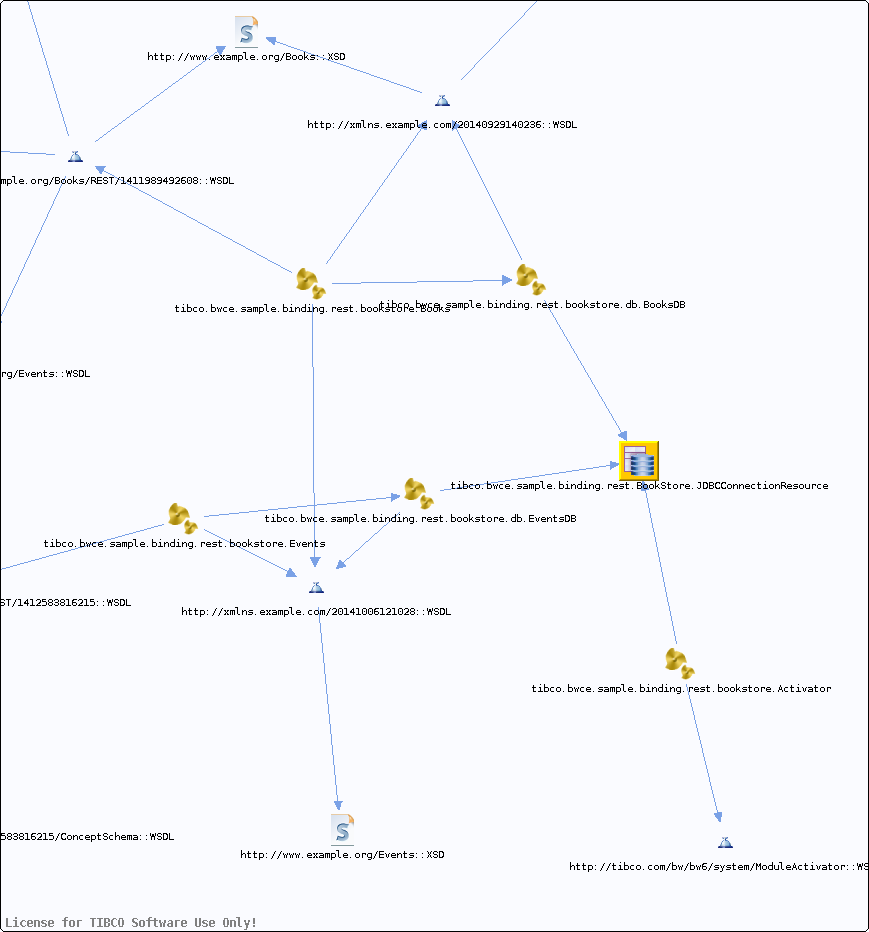 http://www.example.org/Books::XSD
http://xmlns.example.com/20140929140236::WSDL
mple.org/Books/REST/1411989492608::WSDL
tibco.bwce.sample.binding.rest.bookstore.Books
tibco.bwce.sample.binding.rest.bookstore.db.BooksDB
rg/Events::WSDL
tibco.bwce.sample.binding.rest.BookStore.JDBCConnectionResource
tibco.bwce.sample.binding.rest.bookstore.db.EventsDB
tibco.bwce.sample.binding.rest.bookstore.Events
ST/1412583816215::WSDL
http://xmlns.example.com/20141006121028::WSDL
tibco.bwce.sample.binding.rest.bookstore.Activator
583816215/ConceptSchema::WSDL
http://www.example.org/Events::XSD
http://tibco.com/bw/bw6/system/ModuleActivator::WS
License for TIBCO Software Use Only!